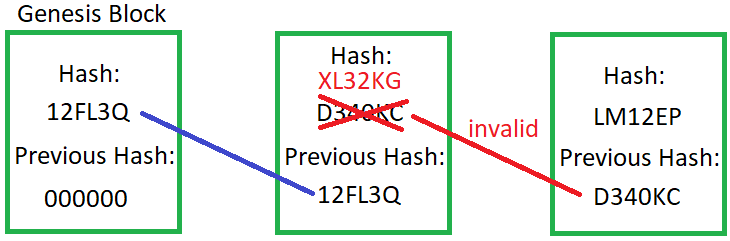 Genesis Block
Hash:
12FL3Q
Previous Hash:
000000
Hash:
XL32KG
D340KC
Previous Hash:
12FL3Q
invalid
Hash:
LM12EP
Previous Hash:
D340KC